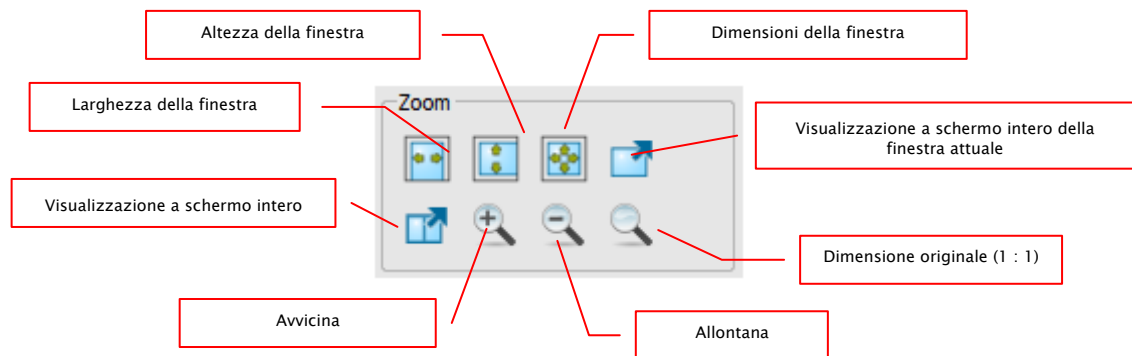 Altezza della finestra
Dimensioni della finestra
Larghezza della finestra
Zoom
Visualizzazione a schermo intero della
finestra attuale
Visualizzazione a schermo intero
Dimensione originale (1 : 1)
Avvicina
Allontana